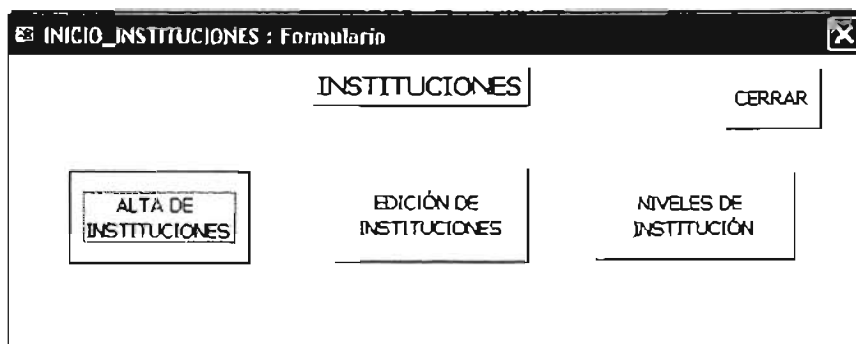 INICIO_INSTITUCIONES : Formulario
INSTITUCIONES
CERRAR
ALTA DE
INSTITUCIONES
EDICIÓN DE
INSTITUCIONES
NIVELES DE
INSTITUCIÓN